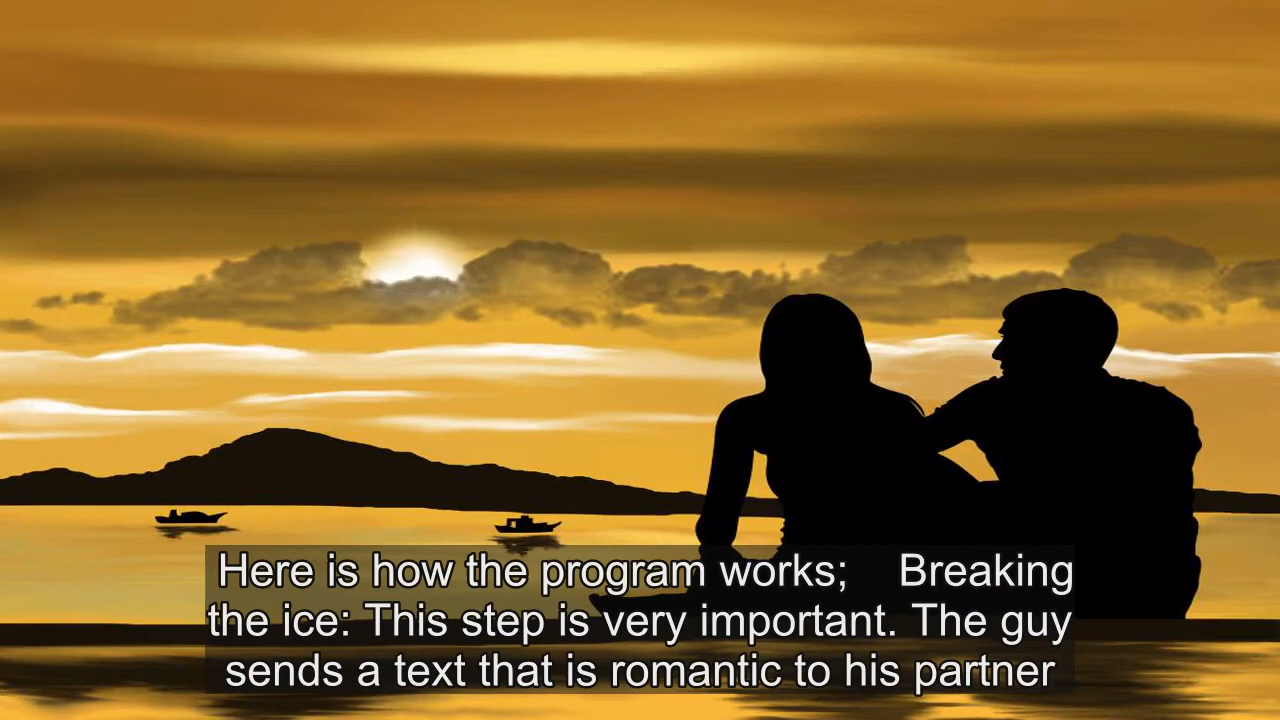 Here is how the program works;    Breaking
the ice: This step is very important. The guy
sends a text that is romantic to his partner